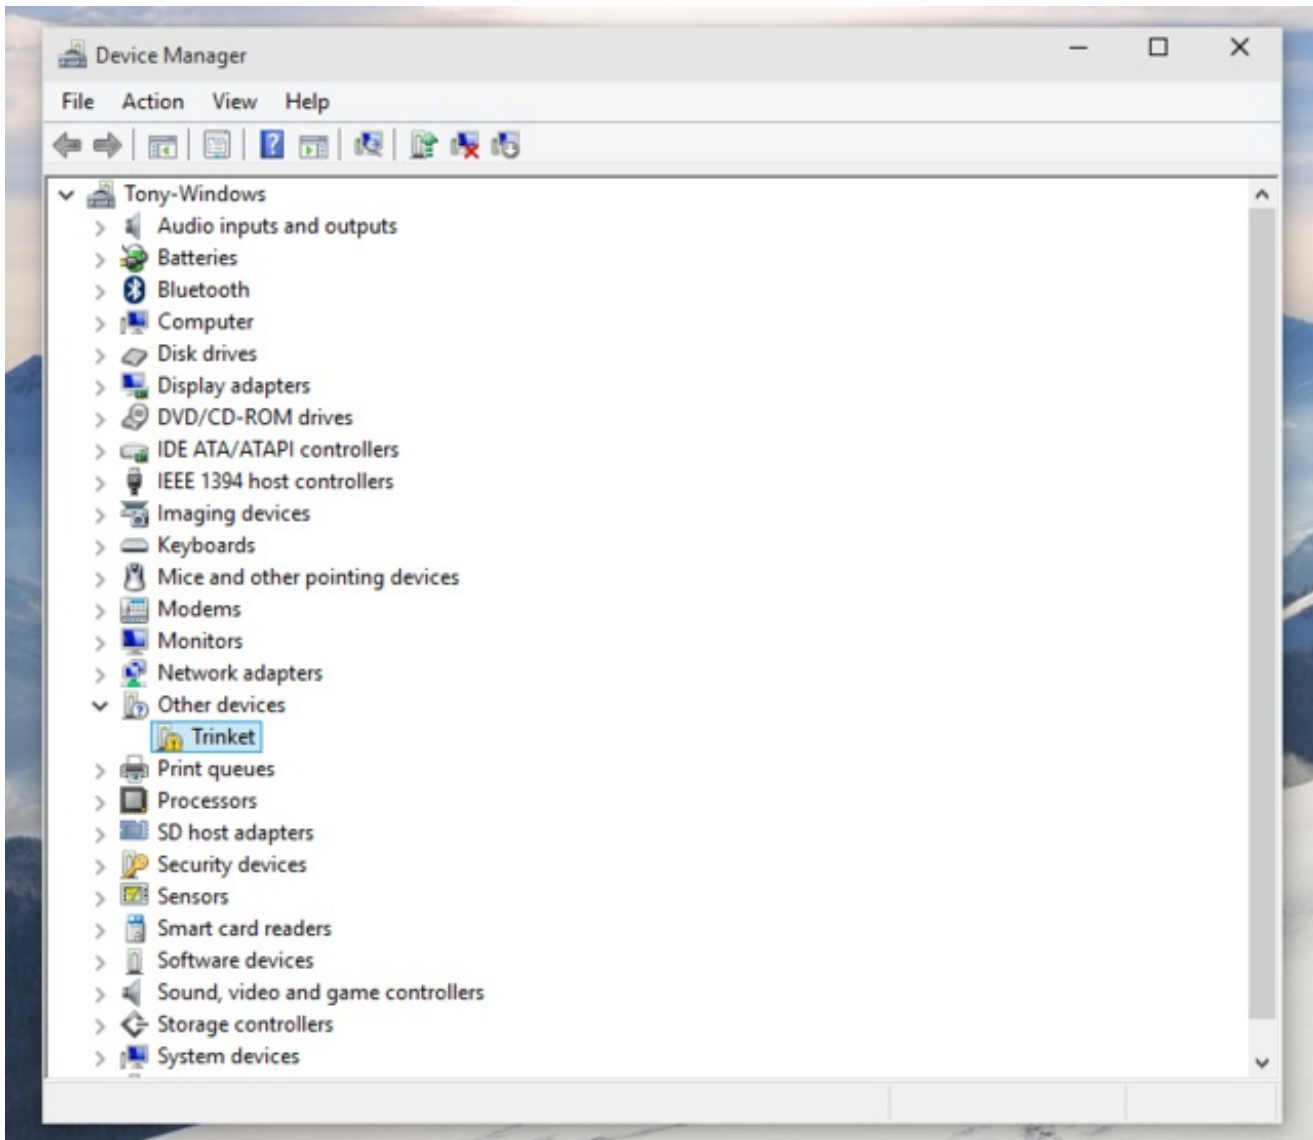 Device Manager
File Action View Help
Tony-Windows
Audio inputs and outputs
Batteries
Bluetooth
Computer
Disk drives
Display adapters
DVD/CD-ROM drives
IDE ATA/ATAPI controllers
IEEE 1394 host controllers
Imaging devices
Keyboards
Mice and other pointing devices
Modems
Monitors
Network adapters
Other devices
Trinket
Print queues
Processors
SD host adapters
Security devices
Sensors
Smart card readers
Software devices
Sound, video and game controllers
Storage controllers
System devices